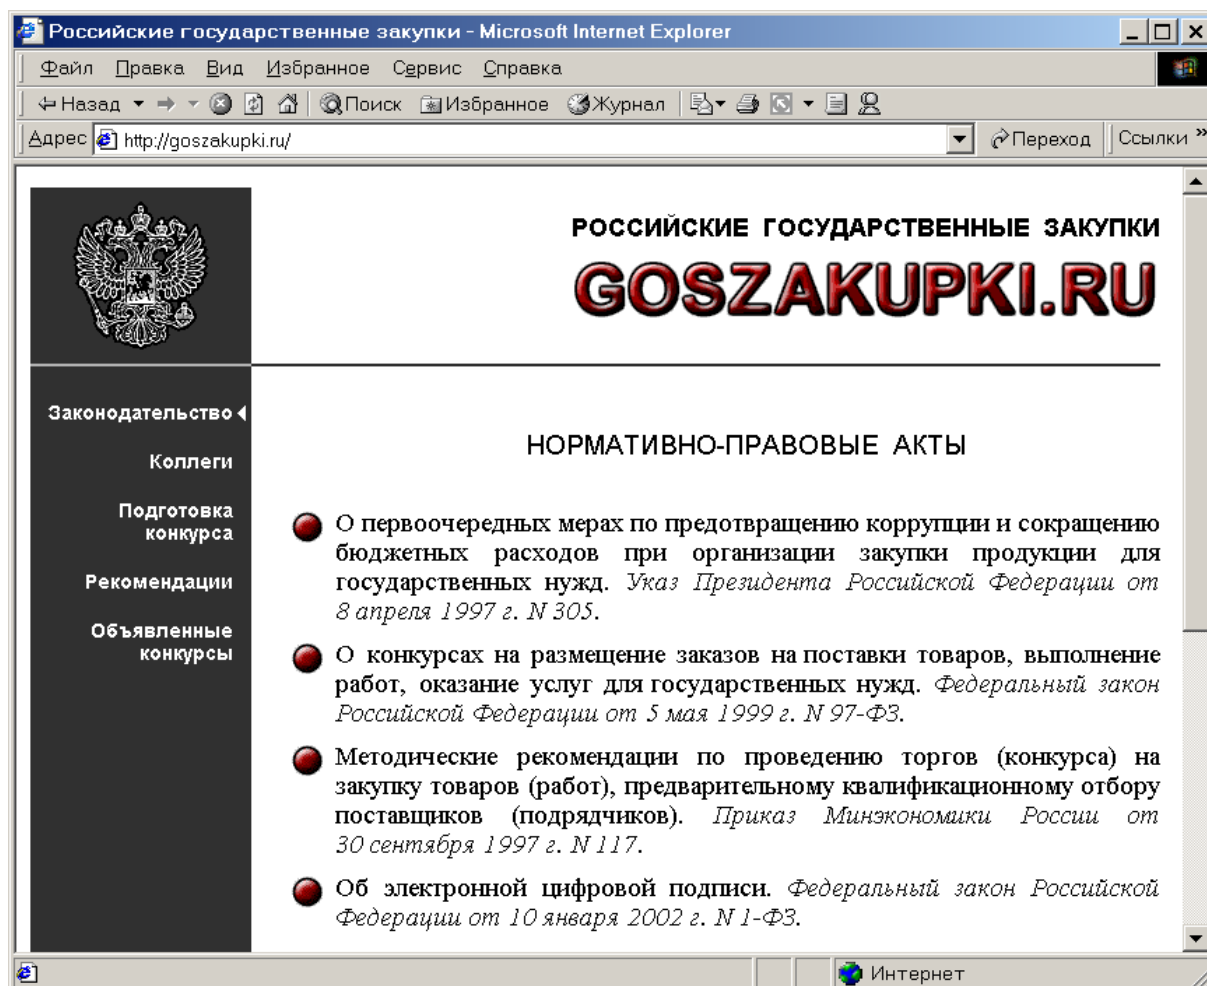 Российские государственные закупки - Microsoft Internet Explorer
Файл Правка Вид Избранное Сервис Справка
Назад Поиск Избранное Журнал
Адрес http://goszakupki.ru/ Переход Ссылки »
РОССИЙСКИЕ ГОСУДАРСТВЕННЫЕ ЗАКУПКИ
GOSZAKUPKI.RU
Законодательство
Коллеги
Подготовка
конкурса
Рекомендации
Объявленные
конкурсы
НОРМАТИВНО-ПРАВОВЫЕ АКТЫ
О первоочередных мерах по предотвращению коррупции и сокращению
бюджетных расходов при организации закупки продукции для
государственных нужд. Указ Президента Российской Федерации от
8 апреля 1997 г. N 305.
О конкурсах на размещение заказов на поставки товаров, выполнение
работ, оказание услуг для государственных нужд. Федеральный закон
Российской Федерации от 5 мая 1999 г. N 97-ФЗ.
Методические рекомендации по проведению торгов (конкурса) на
закупку товаров (работ), предварительному квалификационному отбору
поставщиков (подрядчиков). Приказ Минэкономики России от
30 сентября 1997 г. N 117.
Об электронной цифровой подписи. Федеральный закон Российской
Федерации от 10 января 2002 г. N 1-ФЗ.
Интернет